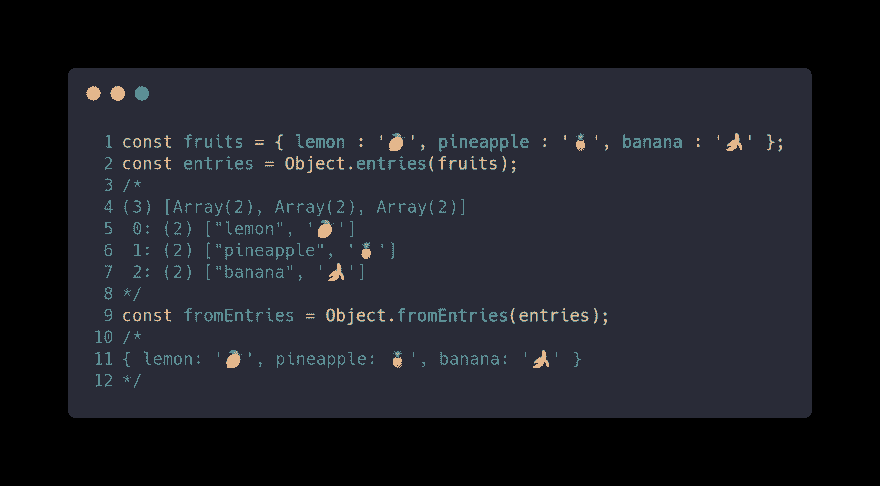 1 const fruits = { lemon : '🥭', pineapple : '🍍', banana : '🍌' };
2 const entries = Object.entries(fruits);
3 /*
4 (3) [Array(2), Array(2), Array(2)]
5 0: (2) ["lemon", '🥭']
6 1: (2) ["pineapple", '🍍']
7 2: (2) ["banana", '🍌']
8 */
9 const fromEntries = Object.fromEntries(entries);
10 /*
11 { lemon: '🥭', pineapple: 🍍', banana: '🍌' }
12 */